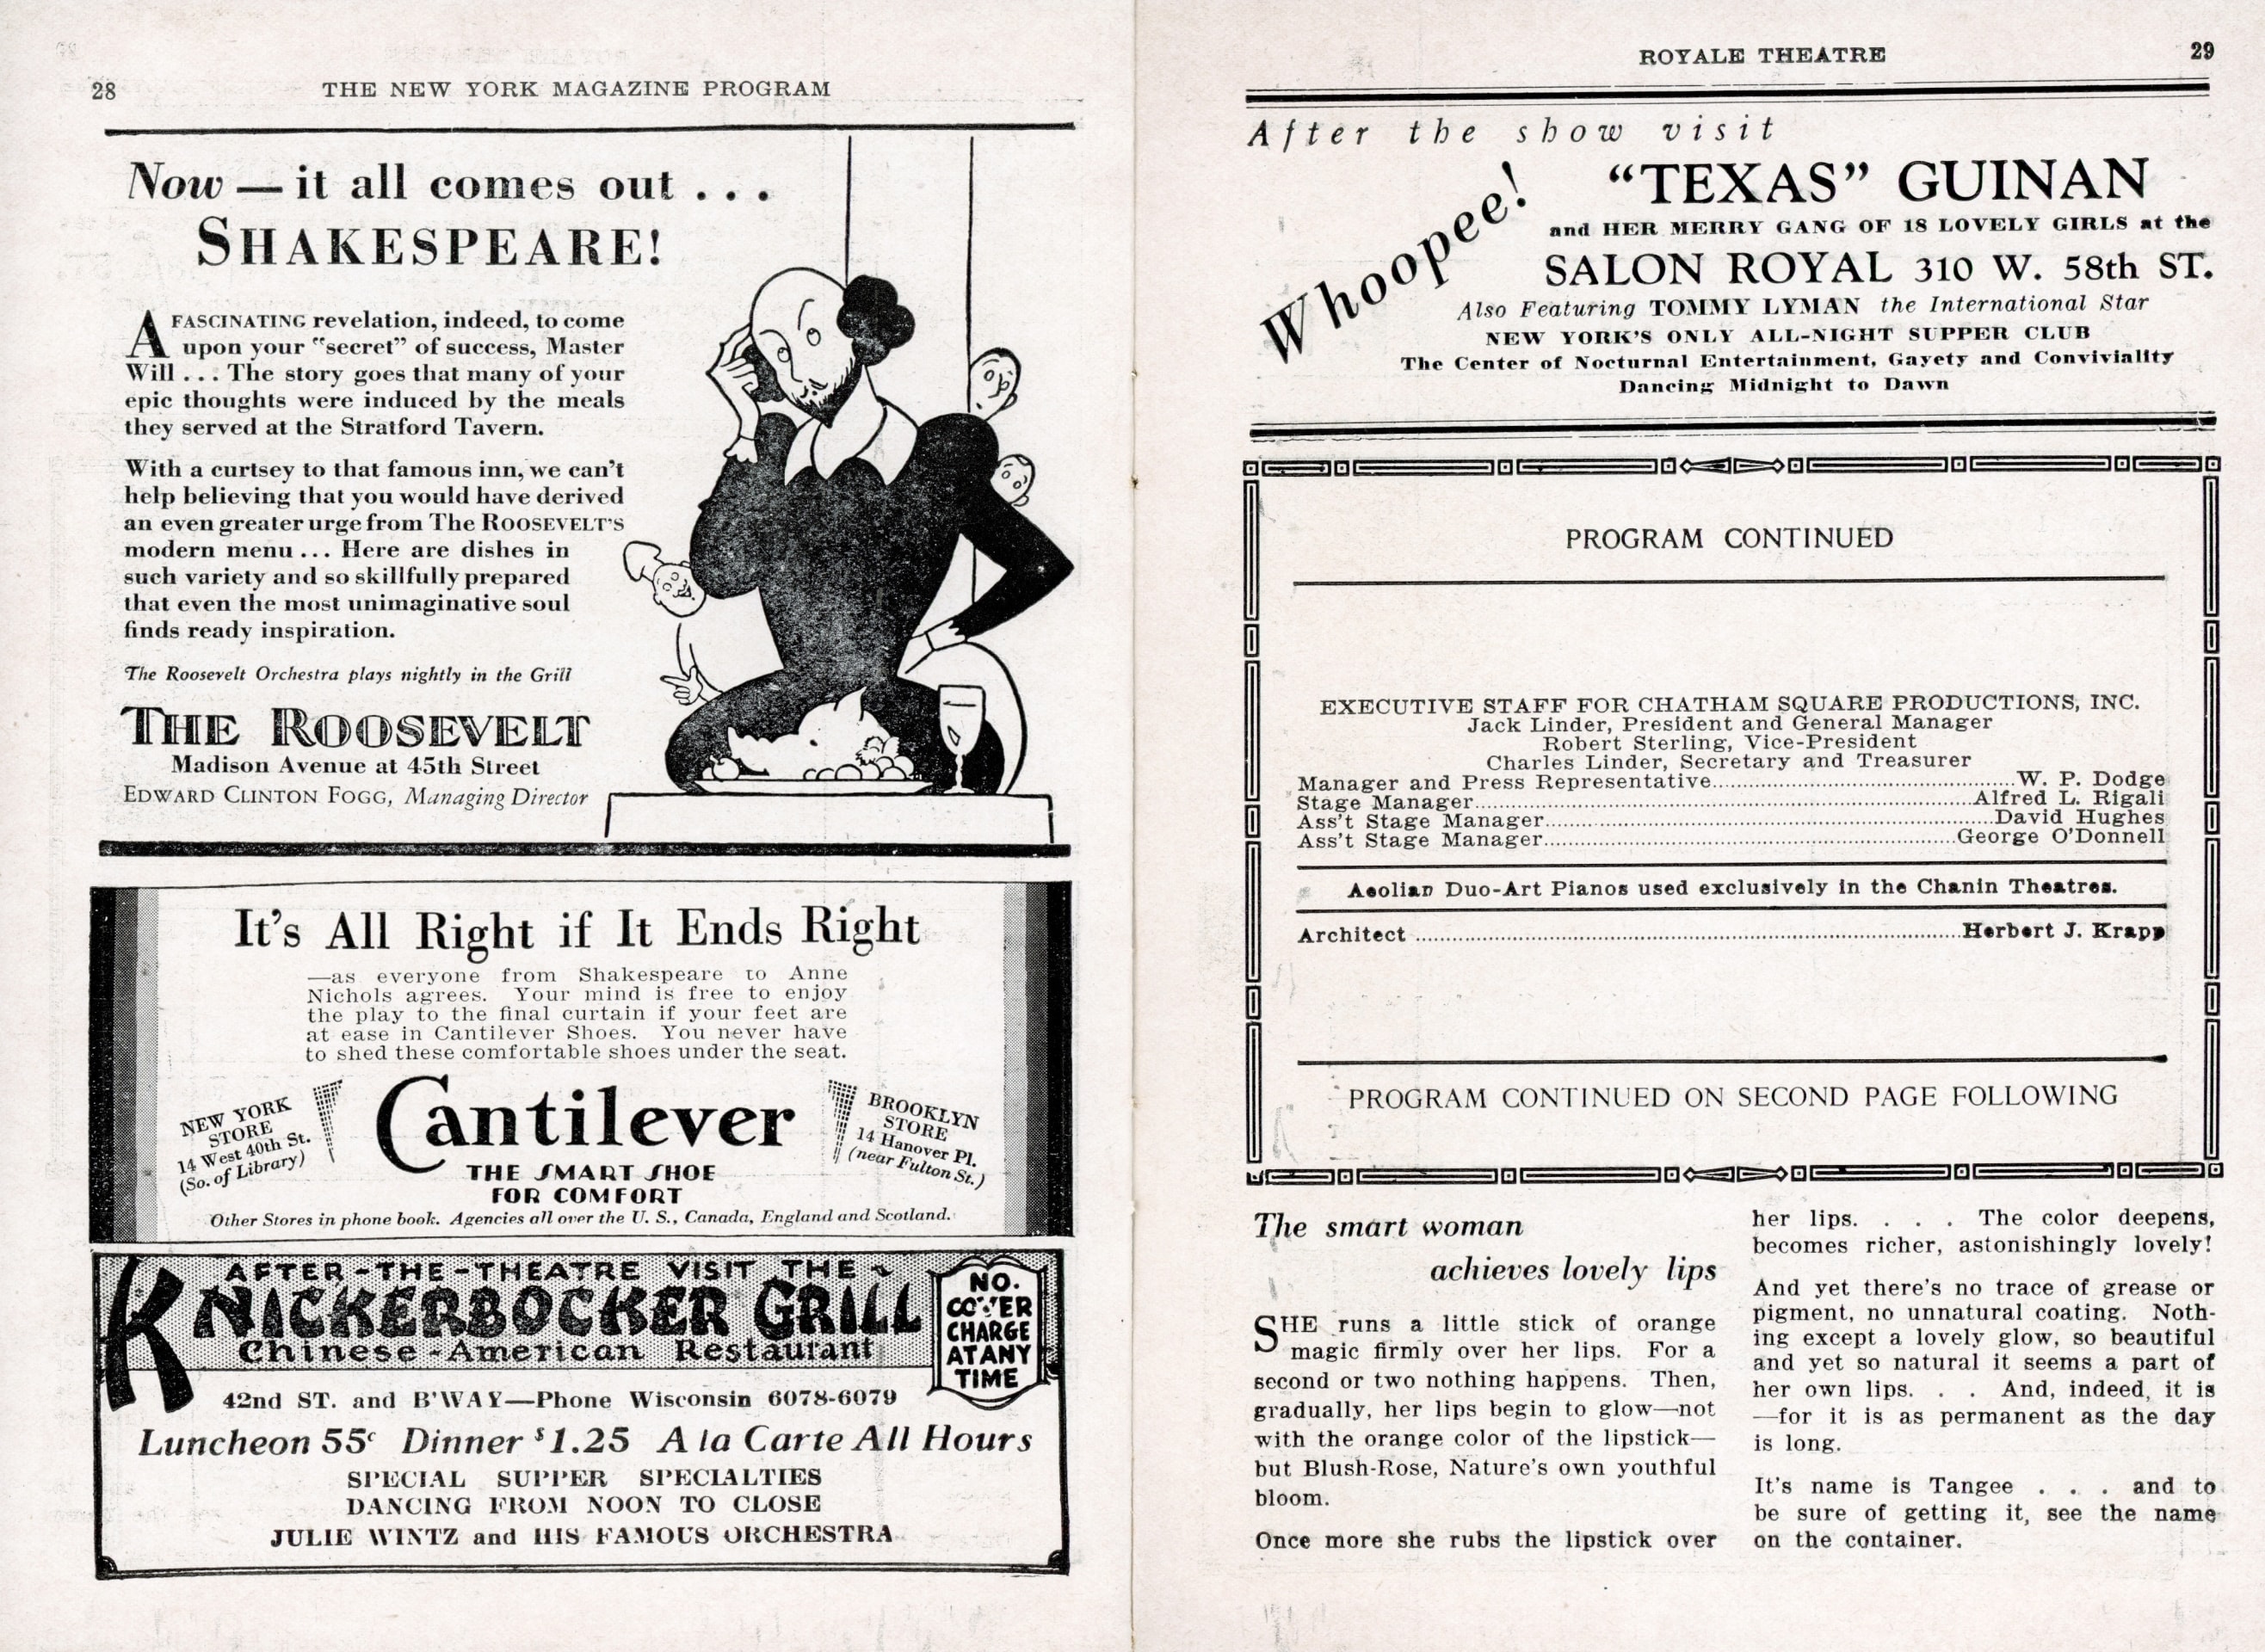 28
THE NEW YORK MAGAZINE PROGRAM
Now — it all comes out . . .
SHAKESPEARE!
A FASCINATING revelation, indeed, to come
upon your "secret" of success, Master
Will . . . The story goes that many of your
epic thoughts were induced by the meals
they served at the Stratford Tavern.
With a curtsey to that famous inn, we can't
help believing that you would have derived
an even greater urge from The ROOSEVELT'S
modern menu . . . Here are dishes in
such variety and so skillfully prepared
that even the most unimaginative soul
finds ready inspiration.
The Roosevelt Orchestra plays nightly in the Grill
THE ROOSEVELT
Madison Avenue at 45th Street
EDWARD CLINTON FOGG, Managing Director
It's All Right if It Ends Right
—as everyone from Shakespeare to Anne
Nichols agrees. Your mind is free to enjoy
the play to the final curtain if your feet are
at ease in Cantilever Shoes. You never have
to shed these comfortable shoes under the seat.
NEW YORK
STORE
14 West 40th St.
(So. of Library)
Cantilever
THE SMART SHOE
FOR COMFORT
BROOKLYN
STORE
14 Hanover Pl.
(near Fulton St.)
Other Stores in phone book. Agencies all over the U. S., Canada, England and Scotland.
AFTER-THE-THEATRE VISIT THE
KNICKERBOCKER GRILL
Chinese-American Restaurant
NO.
COVER
CHARGE
AT ANY
TIME
42nd ST. and B'WAY—Phone Wisconsin 6078-6079
Luncheon 55c Dinner $1.25 A la Carte All Hours
SPECIAL SUPPER SPECIALTIES
DANCING FROM NOON TO CLOSE
JULIE WINTZ and HIS FAMOUS ORCHESTRA
ROYALE THEATRE
29
After the show visit
Whoopee!
"TEXAS" GUINAN
and HER MERRY GANG OF 18 LOVELY GIRLS at the
SALON ROYAL 310 W. 58th ST.
Also Featuring TOMMY LYMAN the International Star
NEW YORK'S ONLY ALL-NIGHT SUPPER CLUB
The Center of Nocturnal Entertainment, Gayety and Conviviality
Dancing Midnight to Dawn
PROGRAM CONTINUED
EXECUTIVE STAFF FOR CHATHAM SQUARE PRODUCTIONS, INC.
Jack Linder, President and General Manager
Robert Sterling, Vice-President
Charles Linder, Secretary and Treasurer
Manager and Press Representative....W. P. Dodge
Stage Manager....Alfred L. Rigali
Ass't Stage Manager....David Hughes
Ass't Stage Manager....George O'Donnell
Aeolian Duo-Art Pianos used exclusively in the Chanin Theatres.
Architect ....Herbert J. Krapp
PROGRAM CONTINUED ON SECOND PAGE FOLLOWING
The smart woman
achieves lovely lips
SHE runs a little stick of orange
magic firmly over her lips. For a
second or two nothing happens. Then,
gradually, her lips begin to glow—not
with the orange color of the lipstick—
but Blush-Rose, Nature's own youthful
bloom.
Once more she rubs the lipstick over
her lips. . . . The color deepens,
becomes richer, astonishingly lovely!
And yet there's no trace of grease or
pigment, no unnatural coating. Noth-
ing except a lovely glow, so beautiful
and yet so natural it seems a part of
her own lips. . . And, indeed, it is
—for it is as permanent as the day
is long.
It's name is Tangee . . . and to
be sure of getting it, see the name
on the container.